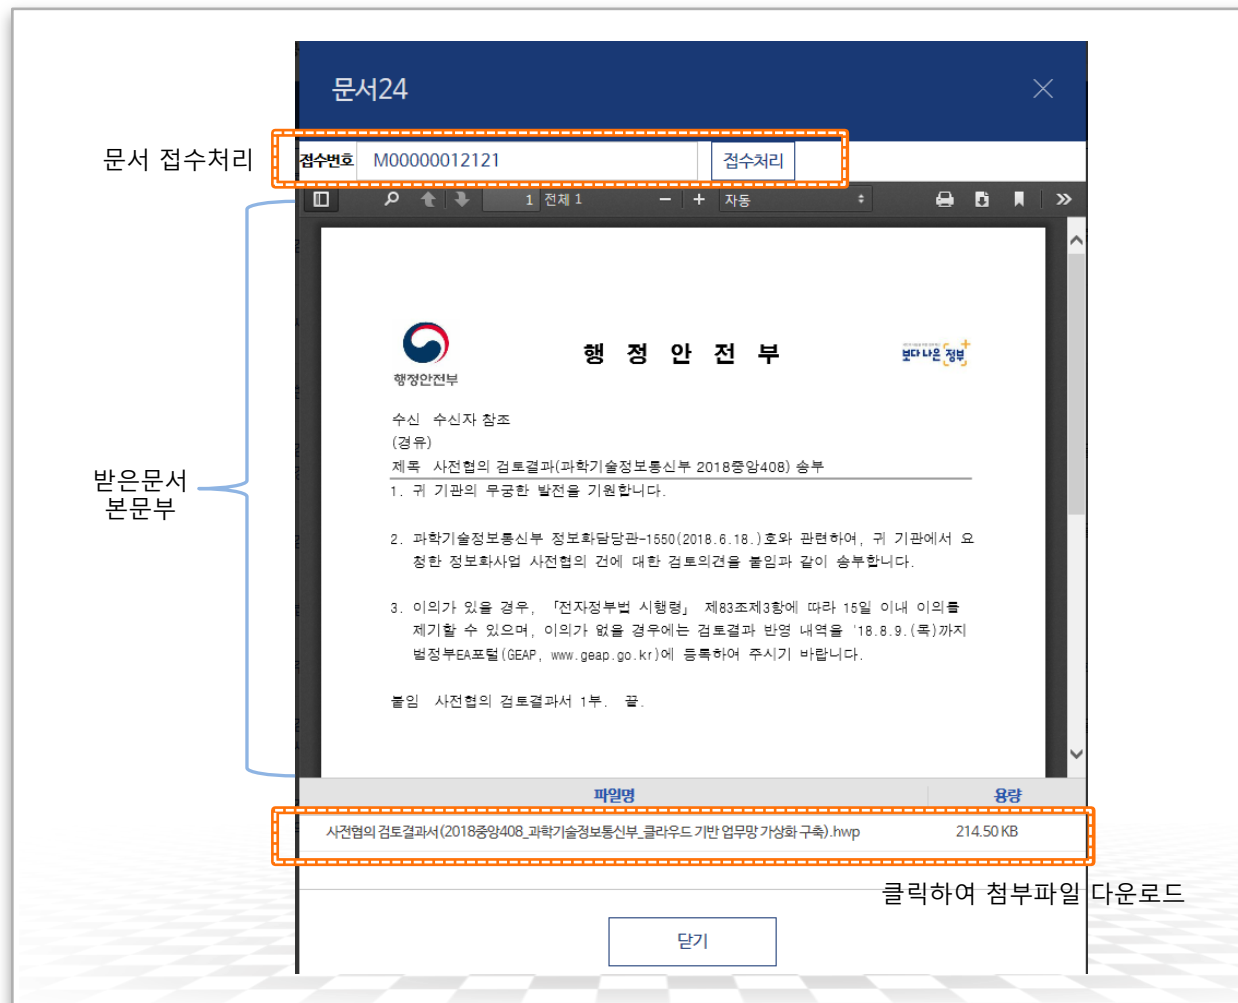 문서24
문서 접수처리
접수번호 M00000012121 접수처리
1 전체 1 자동
행 정 안 전 부
행정안전부
보다 나은 정부
수신 수신자 참조
(경유)
제목 사전협의 검토결과(과학기술정보통신부 2018중앙408) 송부
1. 귀 기관의 무궁한 발전을 기원합니다.
2. 과학기술정보통신부 정보화담당관-1550(2018.6.18.)호와 관련하여, 귀 기관에서 요
청한 정보화사업 사전협의 건에 대한 검토의견을 붙임과 같이 송부합니다.
3. 이의가 있을 경우, 「전자정부법 시행령」 제83조제3항에 따라 15일 이내 이의를
제기할 수 있으며, 이의가 없을 경우에는 검토결과 반영 내역을 '18.8.9.(목)까지
범정부EA포털(GEAP, www.geap.go.kr)에 등록하여 주시기 바랍니다.
붙임 사전협의 검토결과서 1부. 끝.
받은문서
본문부
파일명 용량
사전협의 검토결과서(2018중앙408_과학기술정보통신부_클라우드 기반 업무망 가상화 구축).hwp 214.50 KB
클릭하여 첨부파일 다운로드
닫기